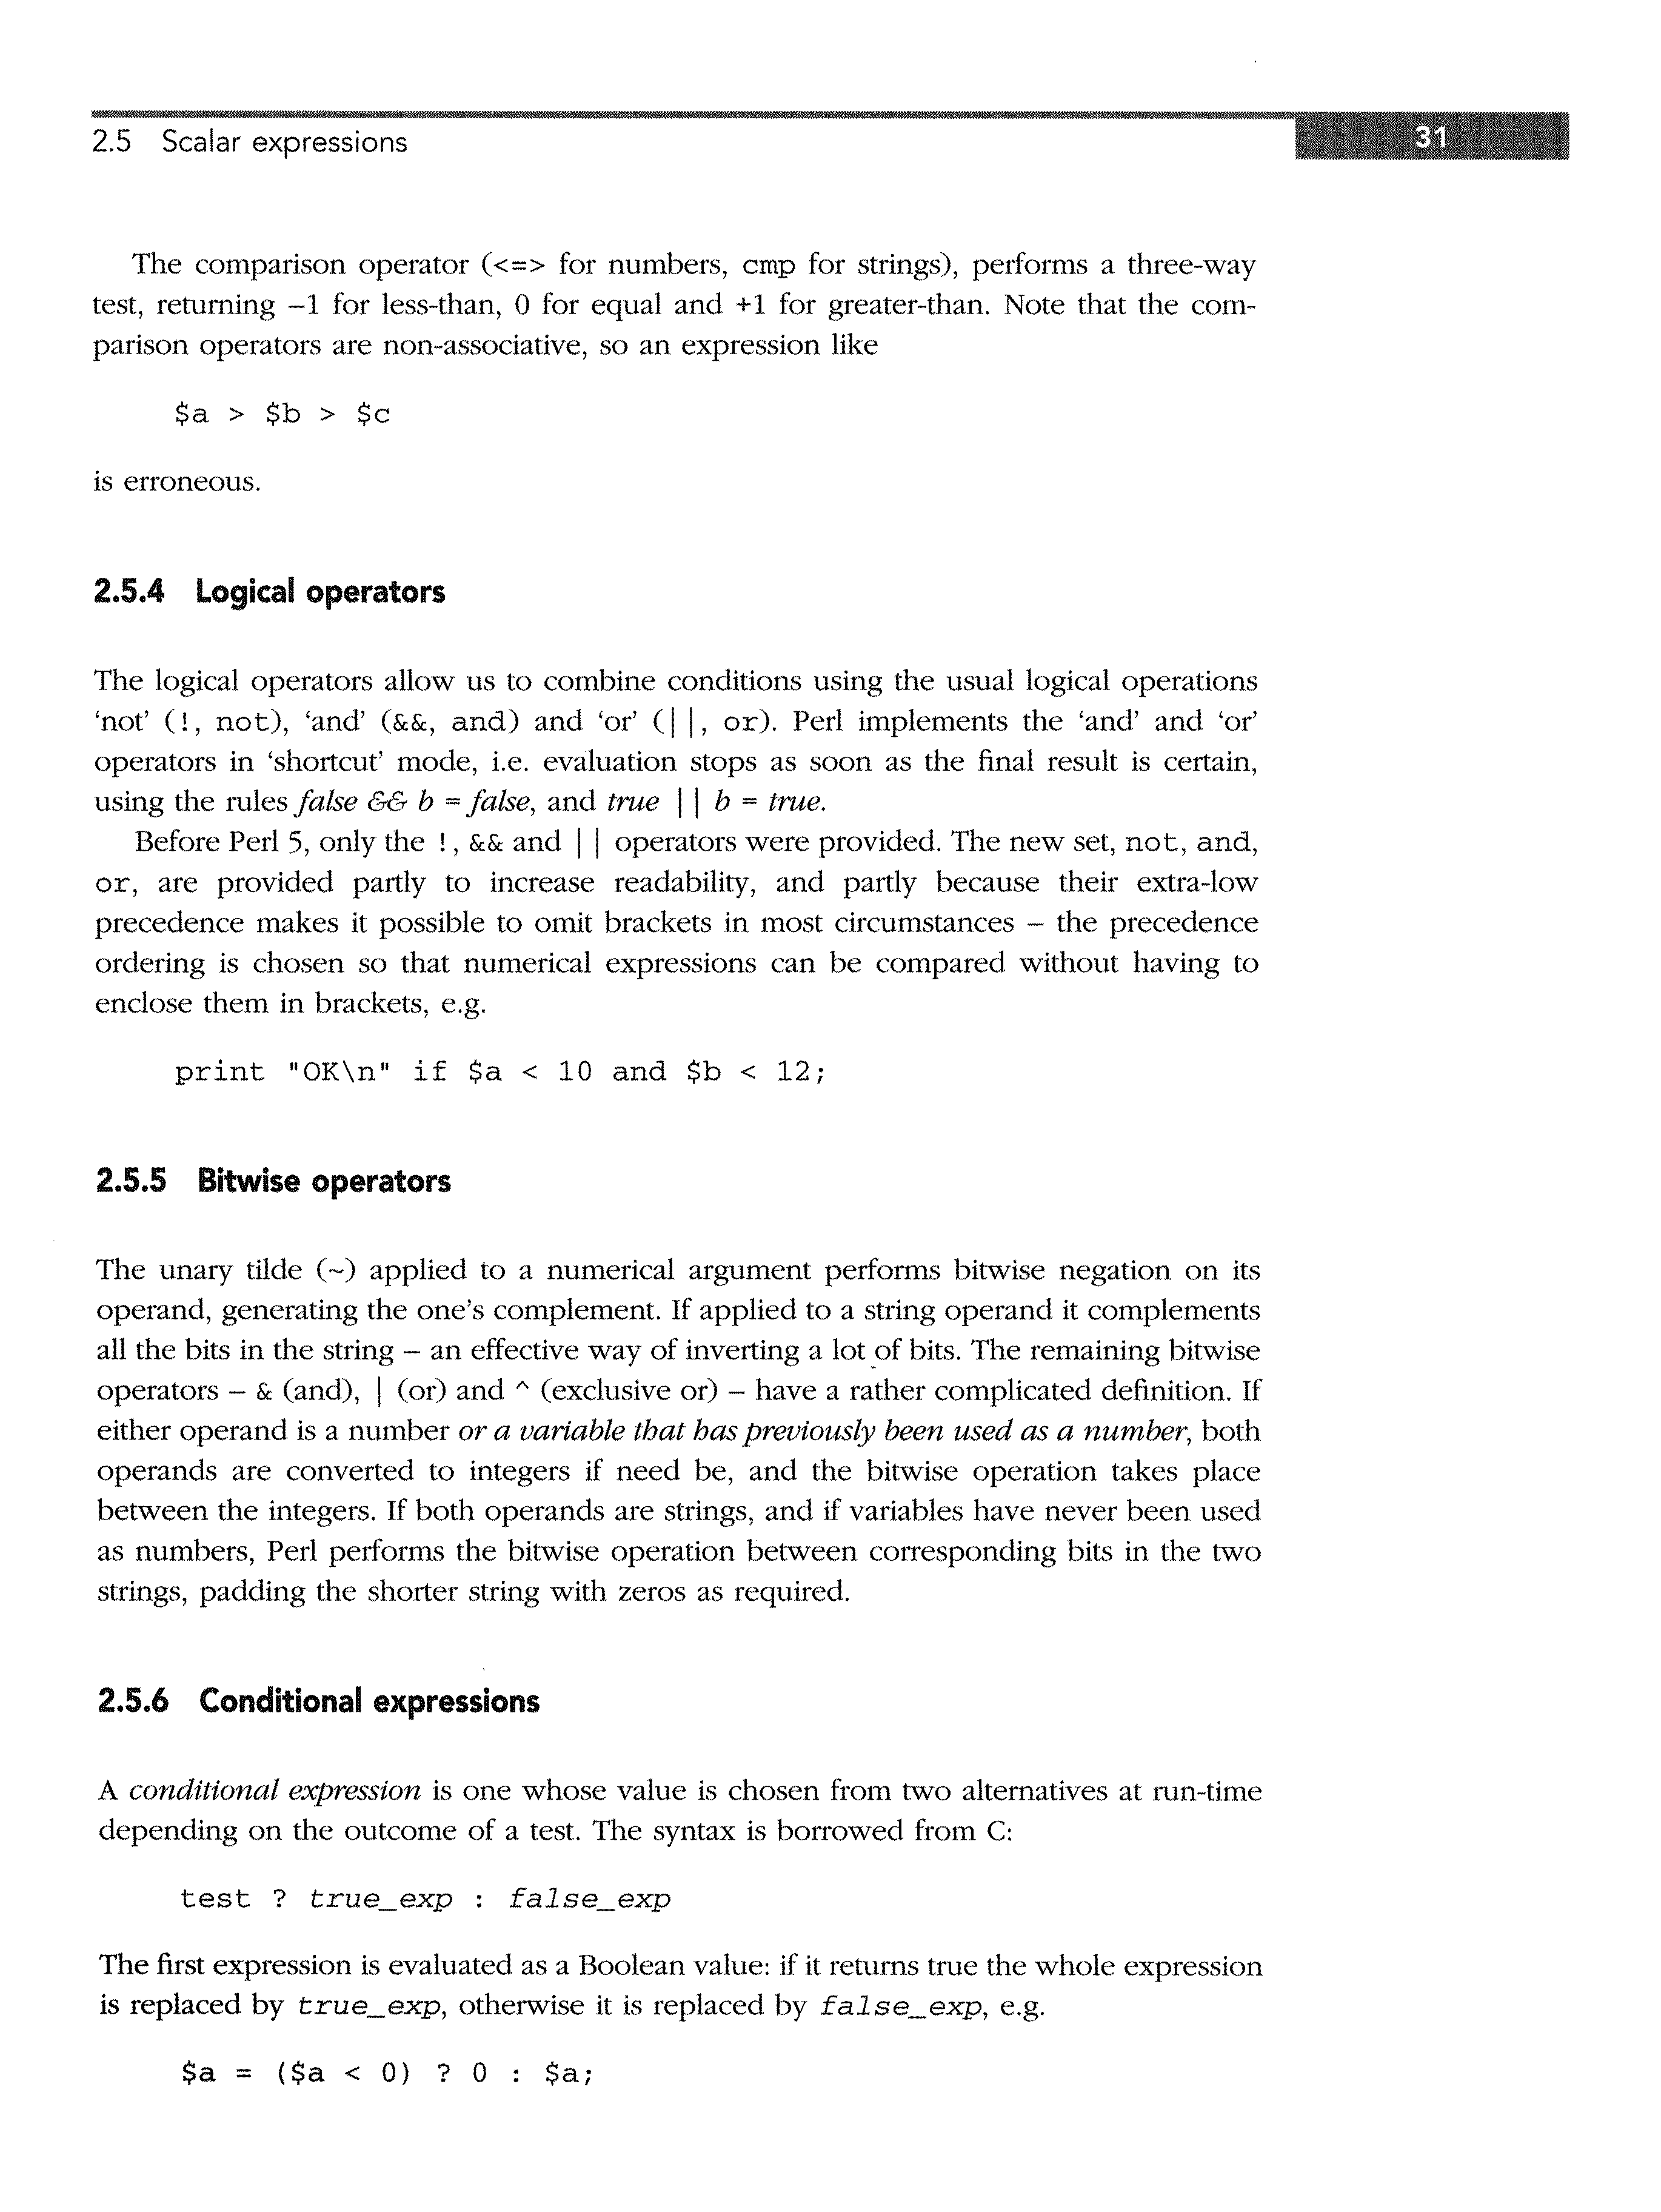 2.5 Scalar expressions
31
The comparison operator (<=> for numbers, cmp for strings), performs a three-way
test, returning –1 for less-than, 0 for equal and +1 for greater-than. Note that the com-
parison operators are non-associative, so an expression like
$a > $b > $c
is erroneous.
2.5.4 Logical operators
The logical operators allow us to combine conditions using the usual logical operations
‘not’ (!, not), ‘and’ (&&, and) and ‘or’ (||, or). Perl implements the ‘and’ and ‘or’
operators in ‘shortcut’ mode, i.e. evaluation stops as soon as the final result is certain,
using the rules false && b = false, and true || b = true.
Before Perl 5, only the !, && and || operators were provided. The new set, not, and,
or, are provided partly to increase readability, and partly because their extra-low
precedence makes it possible to omit brackets in most circumstances – the precedence
ordering is chosen so that numerical expressions can be compared without having to
enclose them in brackets, e.g.
print "OK\n" if $a < 10 and $b < 12;
2.5.5 Bitwise operators
The unary tilde (~) applied to a numerical argument performs bitwise negation on its
operand, generating the one’s complement. If applied to a string operand it complements
all the bits in the string – an effective way of inverting a lot of bits. The remaining bitwise
operators – & (and), | (or) and ^ (exclusive or) – have a rather complicated definition. If
either operand is a number or a variable that has previously been used as a number, both
operands are converted to integers if need be, and the bitwise operation takes place
between the integers. If both operands are strings, and if variables have never been used
as numbers, Perl performs the bitwise operation between corresponding bits in the two
strings, padding the shorter string with zeros as required.
2.5.6 Conditional expressions
A conditional expression is one whose value is chosen from two alternatives at run-time
depending on the outcome of a test. The syntax is borrowed from C:
test ? true_exp : false_exp
The first expression is evaluated as a Boolean value: if it returns true the whole expression
is replaced by true_exp, otherwise it is replaced by false_exp, e.g.
$a = ($a < 0) ? 0 : $a;